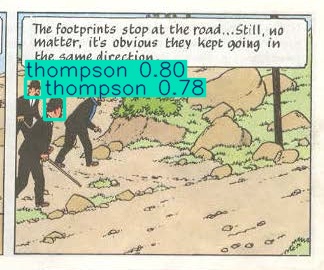 The footprints stop at the road...Still, no
matter, it's obvious they kept going in
the same direction
thompson 0.80
thompson 0.78